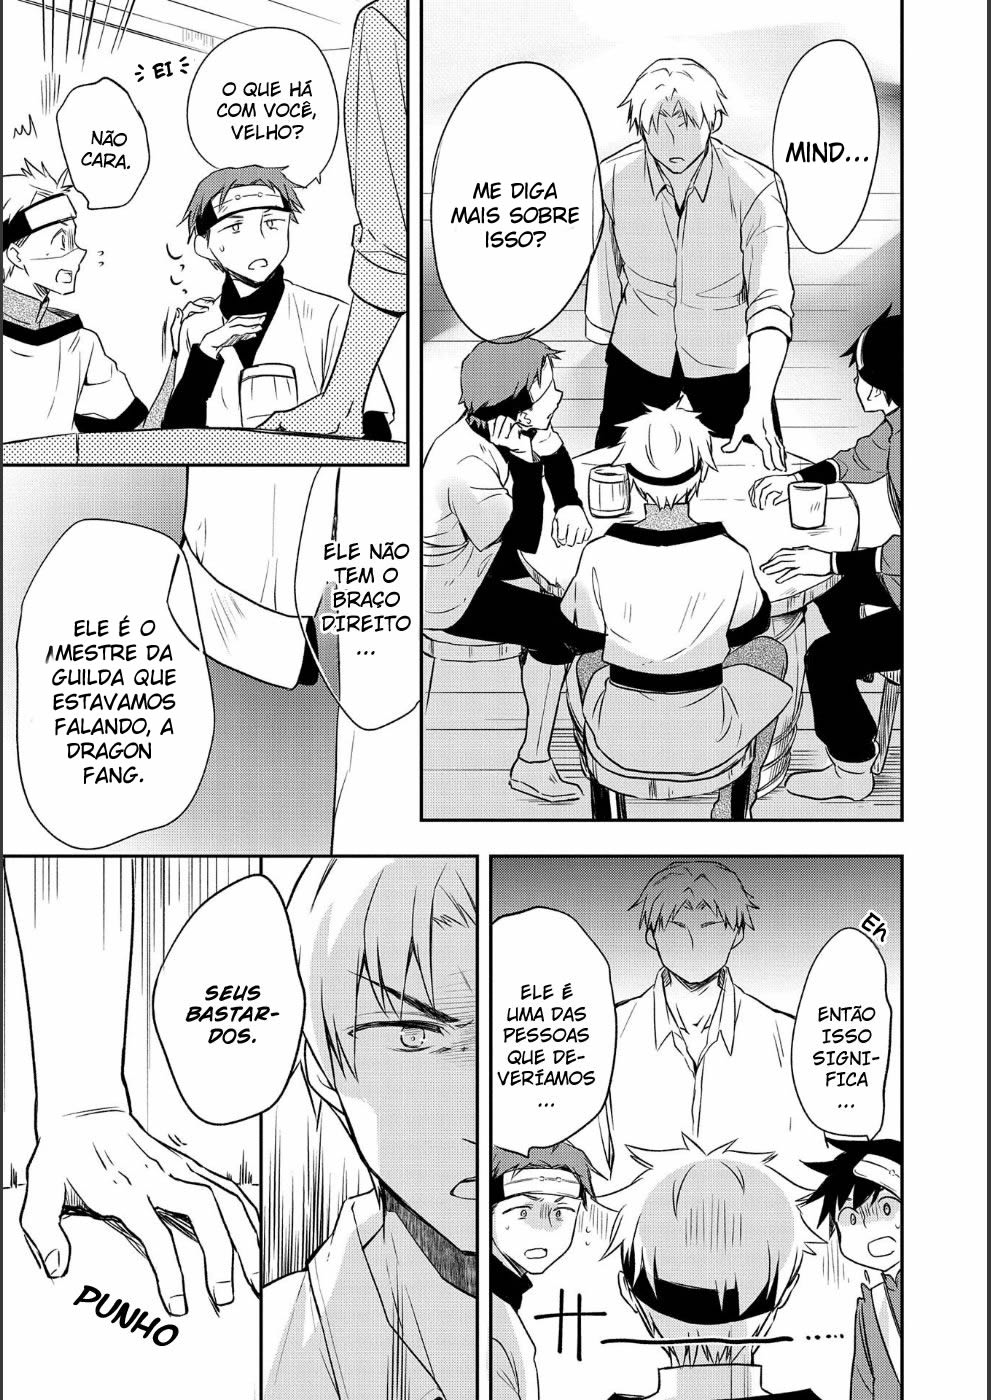 MIND...
ME DIGA
MAIS SOBRE
ISSO?
O QUE HÁ
COM VOCÊ,
VELHO?
EI
NÃO
CARA.
ELE NÃO
TEM O
BRAÇO
DIREITO
...
ELE É O
MESTRE DA
GUILDA QUE
ESTAVAMOS
FALANDO, A
DRAGON
FANG.
Eh
ENTÃO
ISSO
SIGNIFI-
CA
...
ELE É
UMA DAS
PESSOAS
QUE DE-
VERÍAMOS
...
SEUS
BASTAR-
DOS.
PUNHO